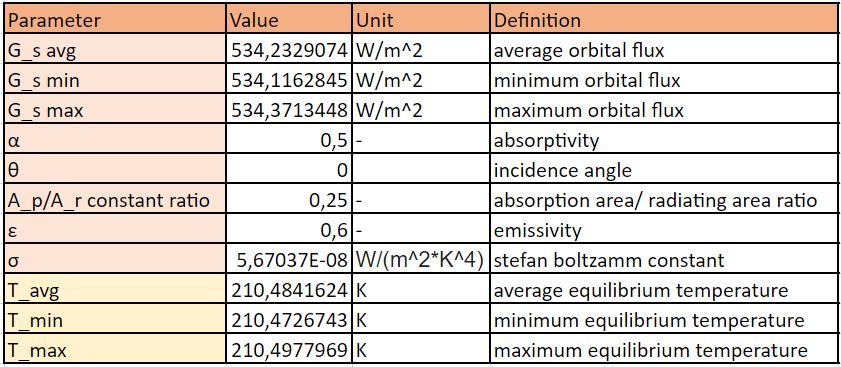 Parameter Value Unit Definition
G_s avg 534,2329074 W/m^2 average orbital flux
G_s min 534,1162845 W/m^2 minimum orbital flux
G_s max 534,3713448 W/m^2 maximum orbital flux
α 0,5 - absorptivity
θ 0 incidence angle
A_p/A_r constant ratio 0,25 - absorption area/ radiating area ratio
ε 0,6 - emissivity
σ 5,67037E-08 W/(m^2*K^4) stefan boltzamm constant
T_avg 210,4841624 K average equilibrium temperature
T_min 210,4726743 K minimum equilibrium temperature
T_max 210,4977969 K maximum equilibrium temperature